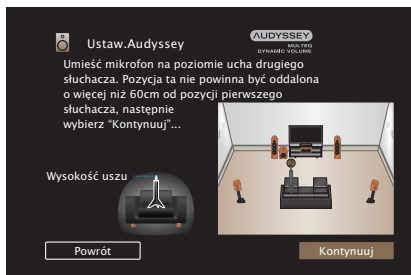 Ustaw.Audyssey
AUDYSSEY
MULTEQ
DYNAMIC VOLUME
Umieść mikrofon na poziomie ucha drugiego
słuchacza. Pozycja ta nie powinna być oddalona
o więcej niż 60cm od pozycji pierwszego
słuchacza, następnie
wybierz “Kontynuuj”...
Wysokość uszu
Powrót
Kontynuuj